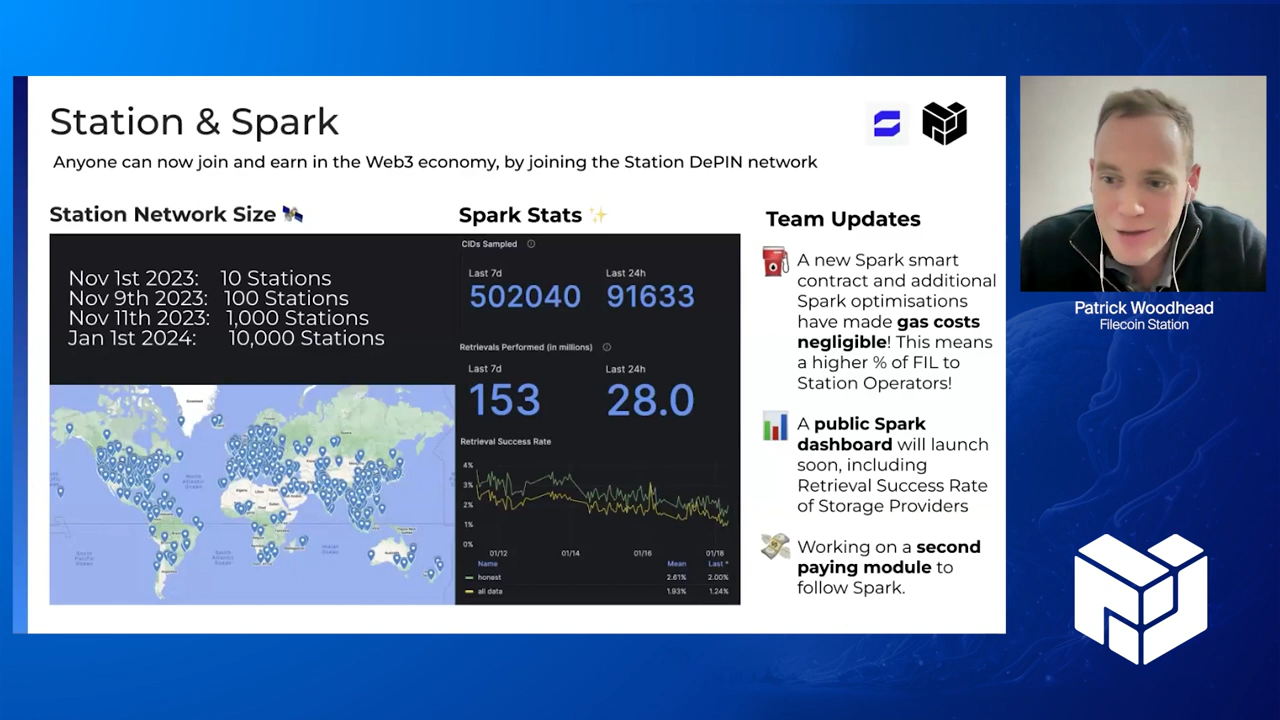 Station & Spark
Anyone can now join and earn in the Web3 economy, by joining the Station DePIN network
Station Network Size
Nov 1st 2023: 10 Stations
Nov 9th 2023: 100 Stations
Nov 11th 2023: 1,000 Stations
Jan 1st 2024: 10,000 Stations
Spark Stats
CIDs Sampled
Last 7d Last 24h
502040 91633
Retrievals Performed (in millions)
Last 7d Last 24h
153 28.0
Retrieval Success Rate
4%
3%
2%
1%
0%
01/12 01/14 01/16 01/18
Name Mean Last *
honest 2.61% 2.00%
all data 1.93% 1.24%
Team Updates
A new Spark smart
contract and additional
Spark optimisations
have made gas costs
negligible! This means
a higher % of FIL to
Station Operators!
A public Spark
dashboard will launch
soon, including
Retrieval Success Rate
of Storage Providers
Working on a second
paying module to
follow Spark.
Patrick Woodhead
Filecoin Station